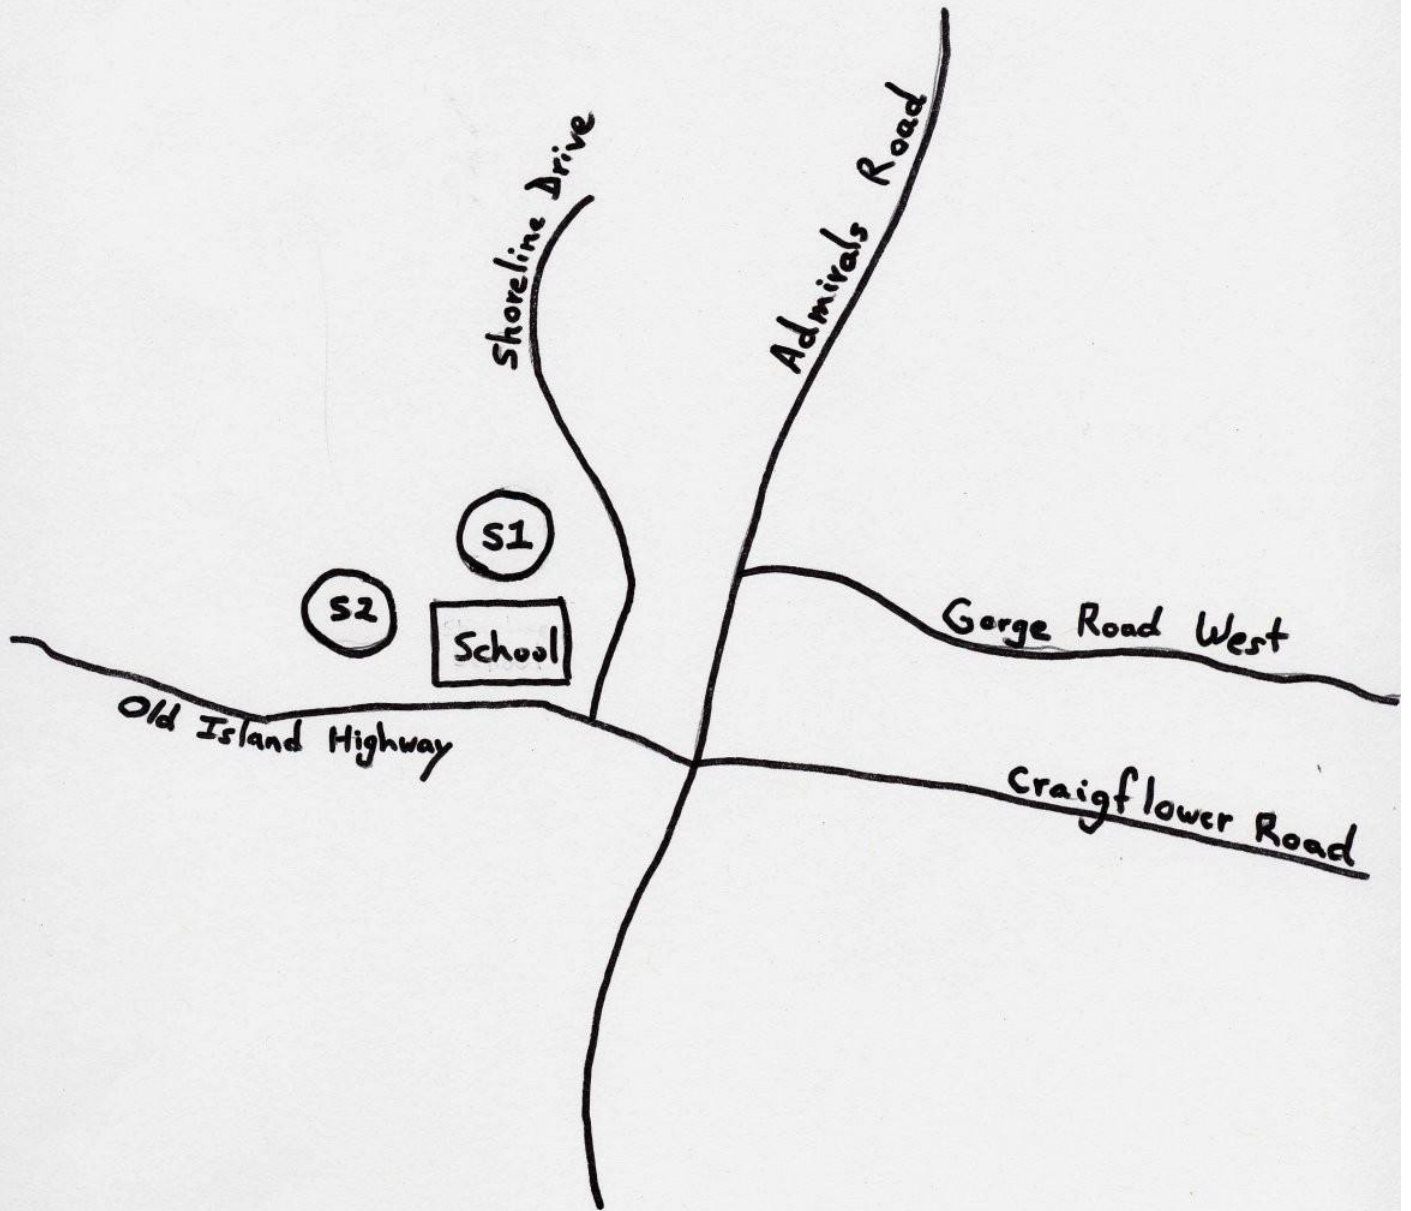 Shoreline Drive
Admirals Road
S1
S2
School
Gorge Road West
Old Island Highway
Craigflower Road